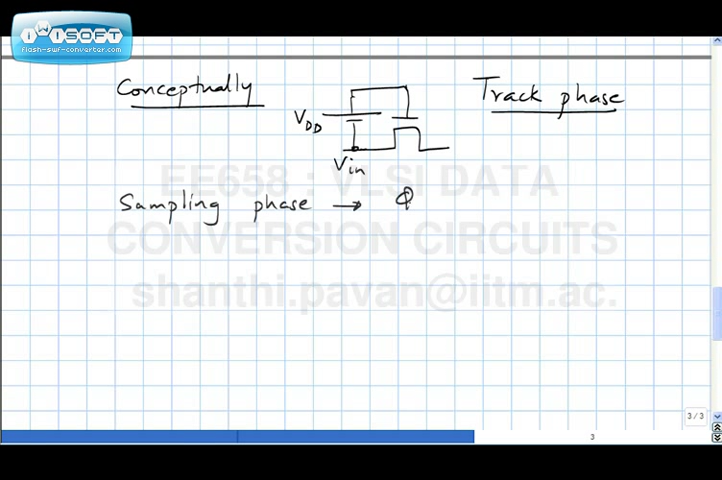 iWiSOFT
flash-swf-converter.com
Conceptually
Track phase
VDD
Vin
EE658 : VLSI DATA
Sampling phase → Φ
CONVERSION CIRCUITS
shanthi.pavan@iitm.ac.
3/3
3